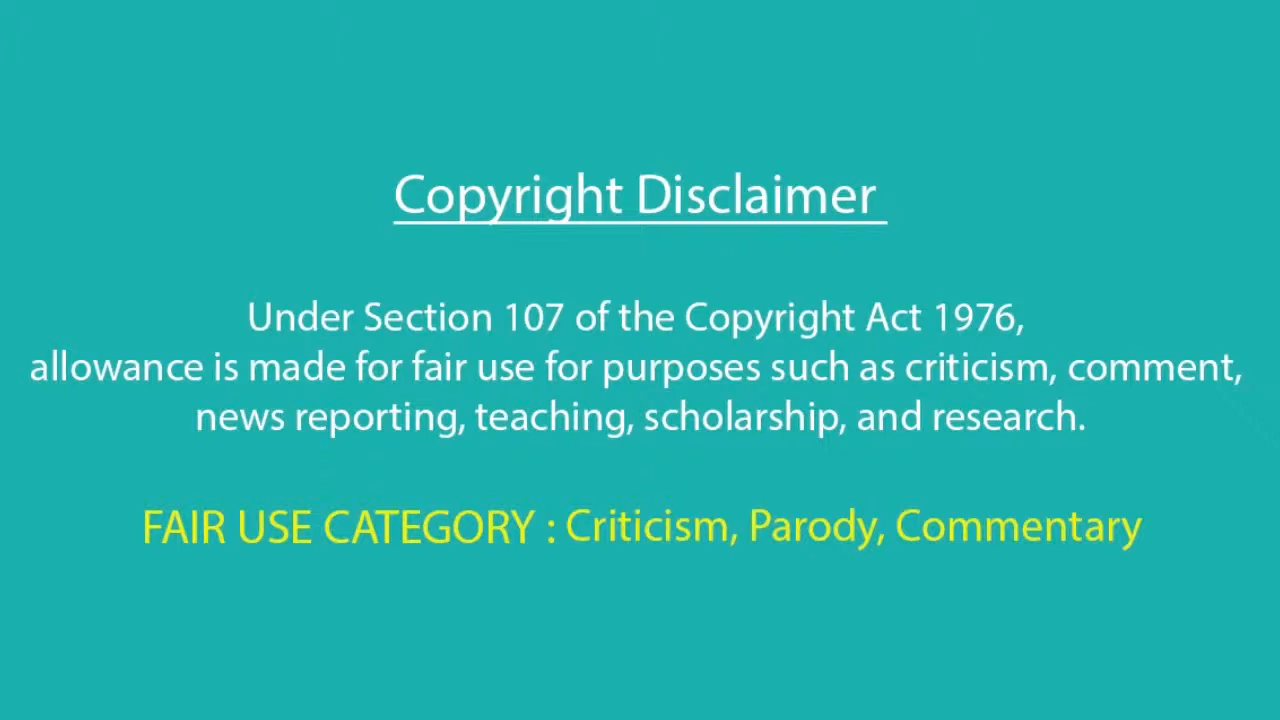 Copyright Disclaimer
Under Section 107 of the Copyright Act 1976,
allowance is made for fair use for purposes such as criticism, comment,
news reporting, teaching, scholarship, and research.
FAIR USE CATEGORY : Criticism, Parody, Commentary